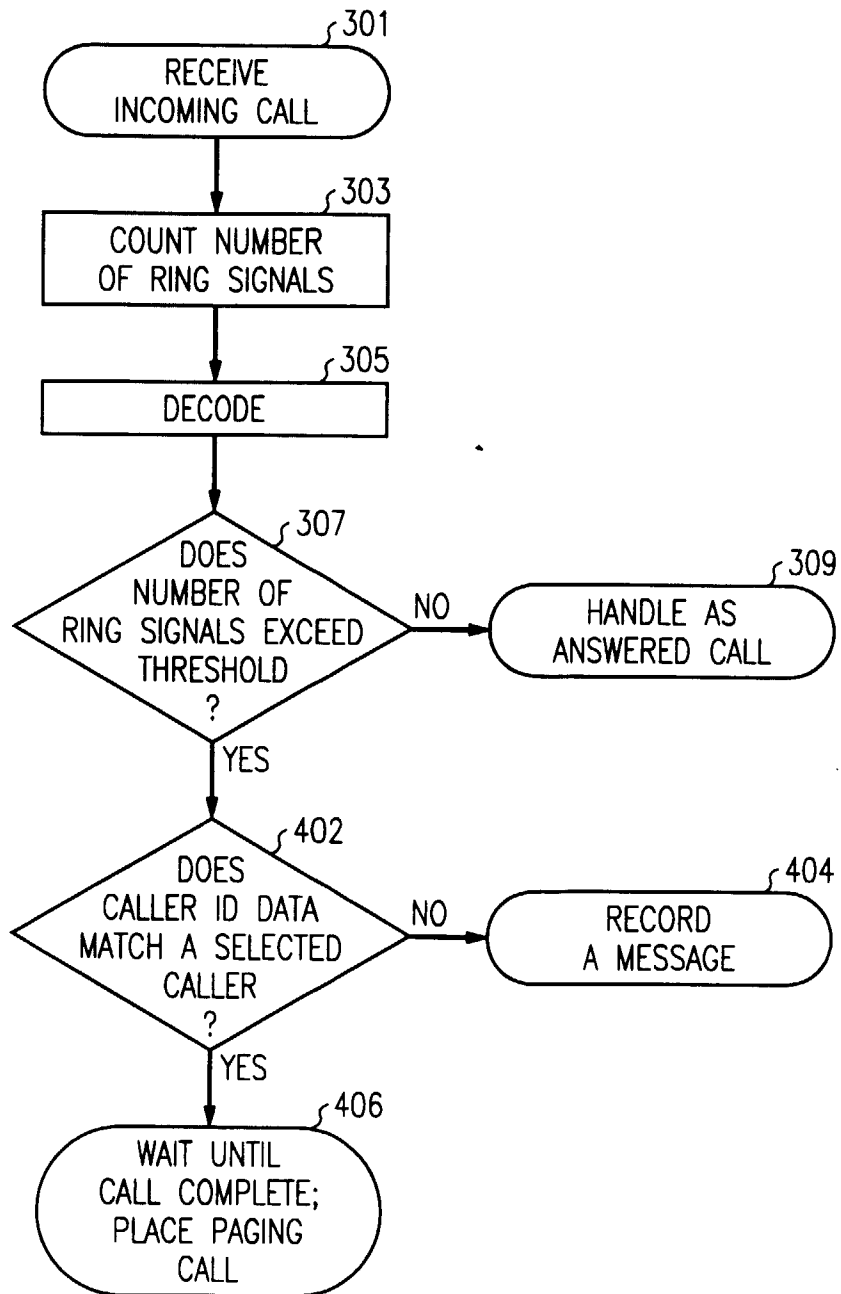 301
RECEIVE
INCOMING CALL
303
COUNT NUMBER
OF RING SIGNALS
305
DECODE
307
DOES
NUMBER OF
RING SIGNALS EXCEED
THRESHOLD
?
NO
309
HANDLE AS
ANSWERED CALL
YES
402
DOES
CALLER ID DATA
MATCH A SELECTED
CALLER
?
NO
404
RECORD
A MESSAGE
YES
406
WAIT UNTIL
CALL COMPLETE;
PLACE PAGING
CALL